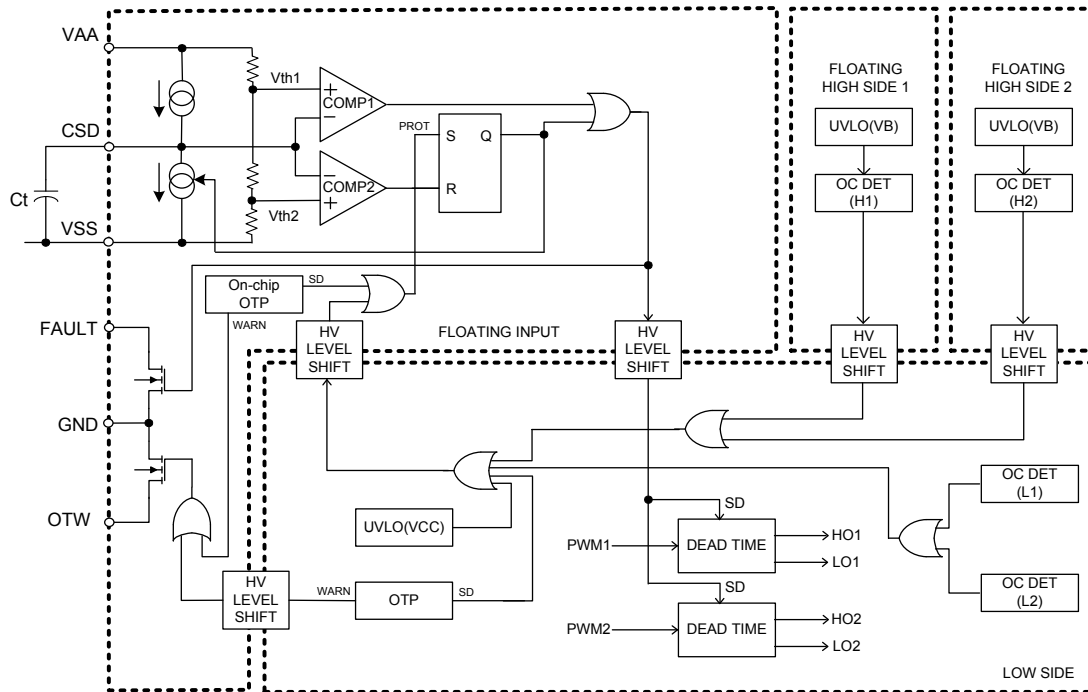 VAA
Vth1
COMP1
CSD
PROT
S
Q
R
COMP2
Ct
Vth2
VSS
FLOATING
HIGH SIDE 1
UVLO(VB)
OC DET
(H1)
FLOATING
HIGH SIDE 2
UVLO(VB)
OC DET
(H2)
On-chip
OTP
SD
WARN
FAULT
HV
LEVEL
SHIFT
FLOATING INPUT
HV
LEVEL
SHIFT
HV
LEVEL
SHIFT
HV
LEVEL
SHIFT
GND
OTW
UVLO(VCC)
HV
LEVEL
SHIFT
WARN
OTP
SD
SD
PWM1
DEAD TIME
HO1
LO1
SD
PWM2
DEAD TIME
HO2
LO2
OC DET
(L1)
OC DET
(L2)
LOW SIDE